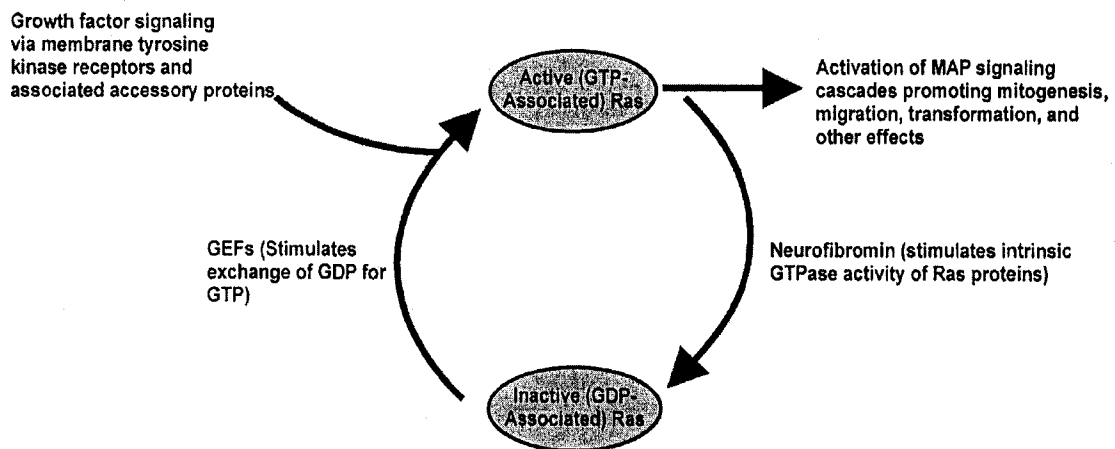 Growth factor signaling
via membrane tyrosine
kinase receptors and
associated accessory proteins
Active (GTP-
Associated) Ras
Activation of MAP signaling
cascades promoting mitogenesis,
migration, transformation, and
other effects
GEFs (Stimulates
exchange of GDP for
GTP)
Neurofibromin (stimulates intrinsic
GTPase activity of Ras proteins)
Inactive (GDP-
Associated) Ras